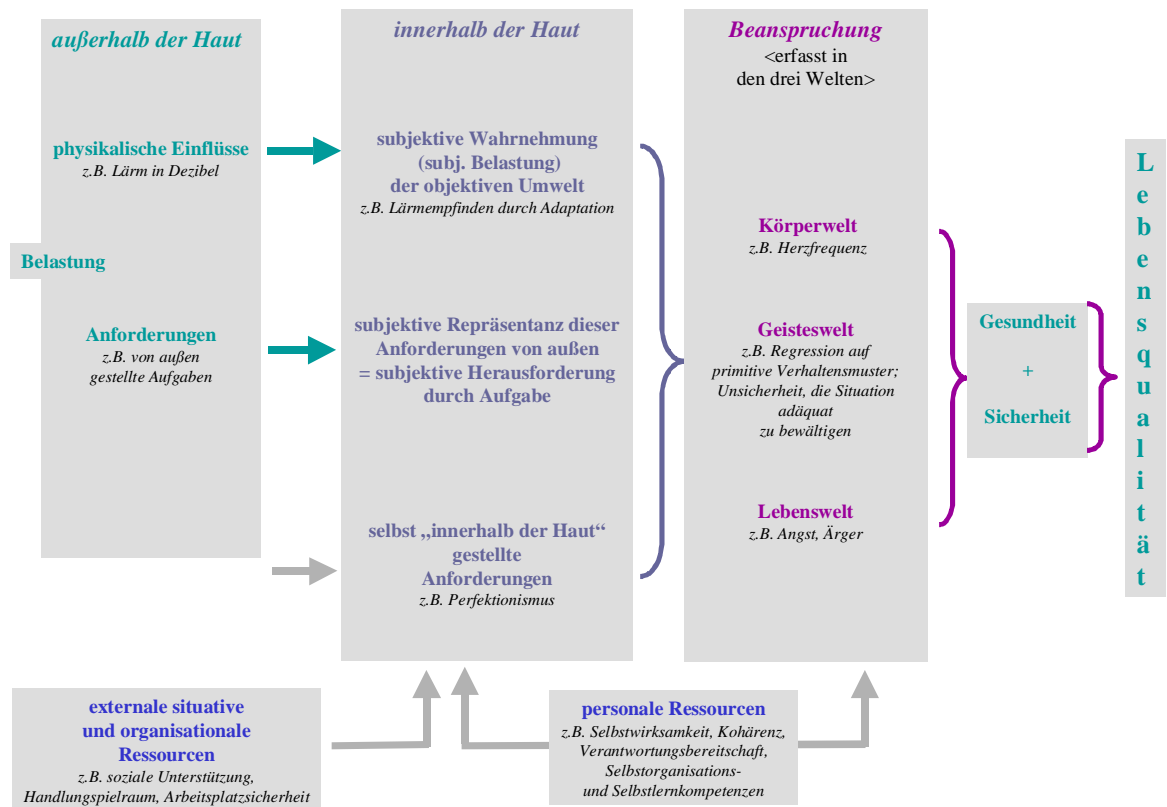 außerhalb der Haut
physikalische Einflüsse
z.B. Lärm in Dezibel
Belastung
Anforderungen
z.B. von außen
gestellte Aufgaben
innerhalb der Haut
subjektive Wahrnehmung
(subj. Belastung)
der objektiven Umwelt
z.B. Lärmempfinden durch Adaptation
subjektive Repräsentanz dieser
Anforderungen von außen
= subjektive Herausforderung
durch Aufgabe
selbst „innerhalb der Haut“
gestellte
Anforderungen
z.B. Perfektionismus
Beanspruchung
<erfasst in
den drei Welten>
Körperwelt
z.B. Herzfrequenz
Geisteswelt
z.B. Regression auf
primitive Verhaltensmuster;
Unsicherheit, die Situation
adäquat
zu bewältigen
Lebenswelt
z.B. Angst, Ärger
Gesundheit
+
Sicherheit
L
e
b
e
n
s
q
u
a
l
i
t
ä
t
externale situative
und organisationale
Ressourcen
z.B. soziale Unterstützung,
Handlungspielraum, Arbeitsplatzsicherheit
personale Ressourcen
z.B. Selbstwirksamkeit, Kohärenz,
Verantwortungsbereitschaft,
Selbstorganisations-
und Selbstlernkompetenzen